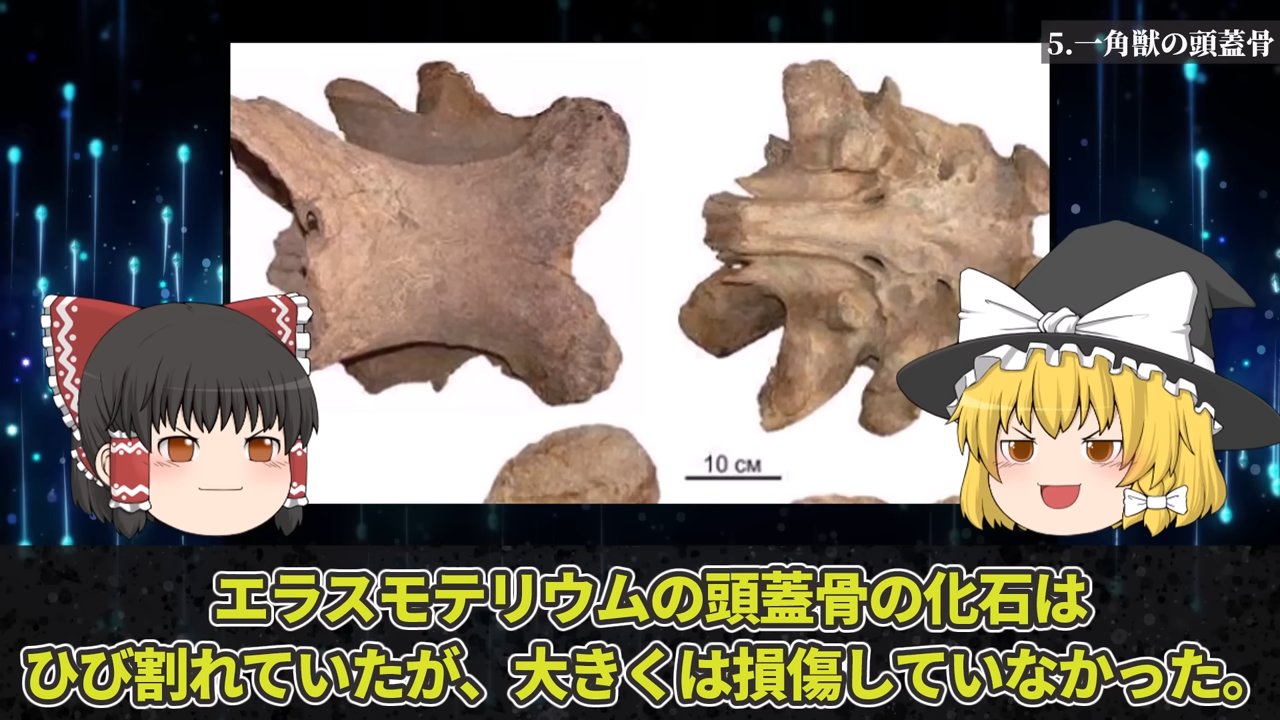 5.一角獣の頭蓋骨
10 см
エラスモテリウムの頭蓋骨の化石は
ひび割れていたが、大きくは損傷していなかった。